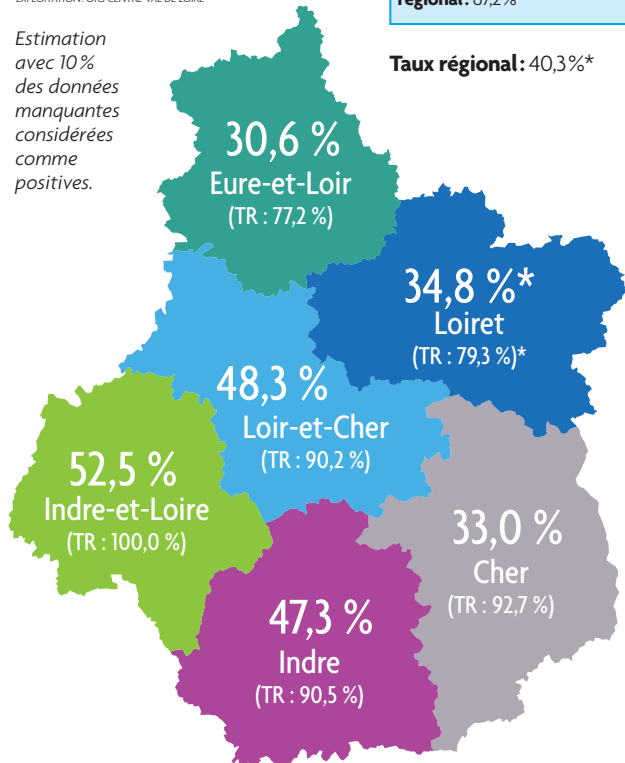 régional : 87,2%
Estimation
avec 10 %
des données
manquantes
considérées
comme
positives.
Taux régional : 40,3%*
30,6 %
Eure-et-Loir
(TR : 77,2 %)
34,8 %*
Loiret
(TR : 79,3 %)*
48,3 %
Loir-et-Cher
(TR : 90,2 %)
52,5 %
Indre-et-Loire
(TR : 100,0 %)
33,0 %
Cher
(TR : 92,7 %)
47,3 %
Indre
(TR : 90,5 %)